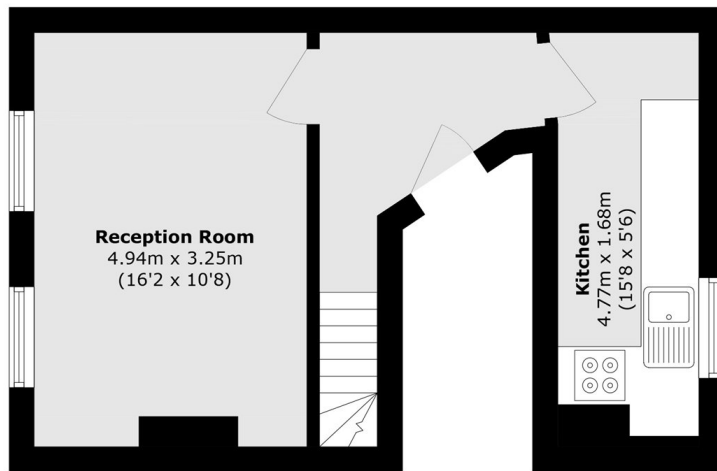 Reception Room
4.94m x 3.25m
(16'2 x 10'8)
Kitchen
4.77m x 1.68m
(15'8 x 5'6)